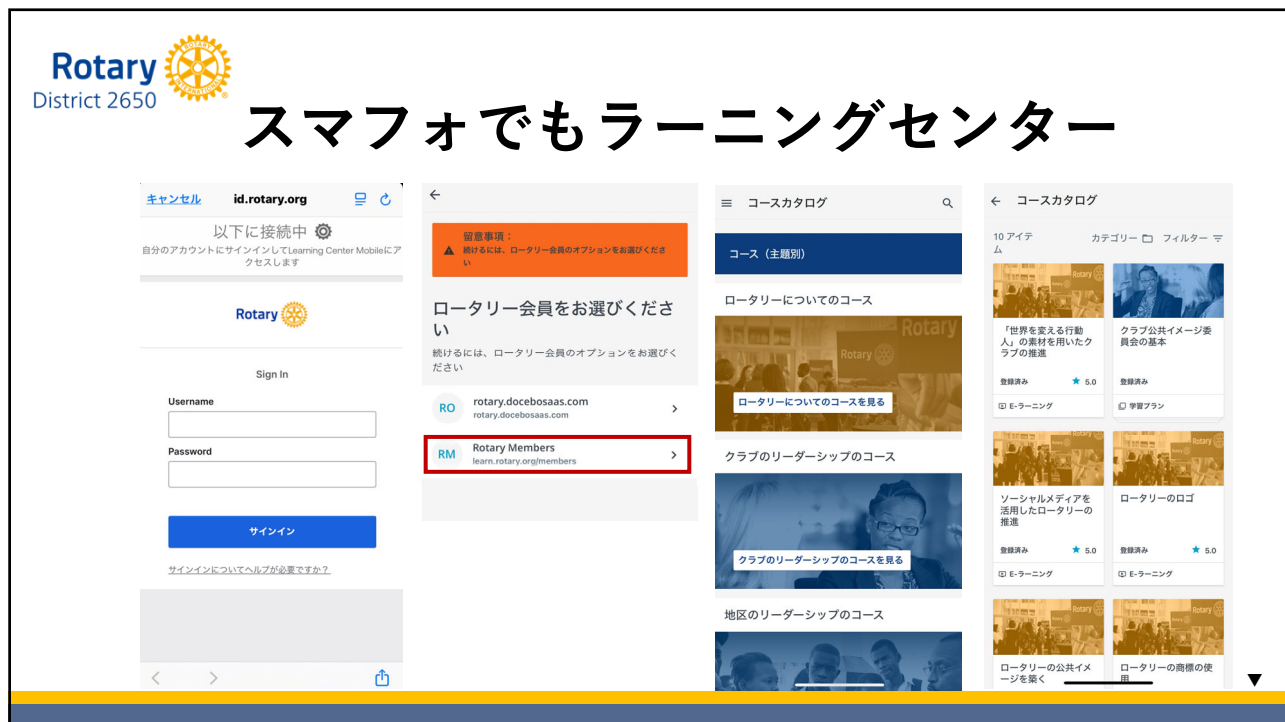 Rotary
District 2650
スマフォでもラーニングセンター
キャンセル
id.rotary.org
以下に接続中
自分のアカウントにサインインしてLearning Center Mobileにア
クセスします
Rotary
Sign In
Username
Password
サインイン
サインインについてヘルプが必要ですか？
留意事項：
続けるには、ロータリー会員のオプションをお選びくださ
い
ロータリー会員をお選びくださ
い
続けるには、ロータリー会員のオプションをお選びく
ださい
RO
rotary.docebosaas.com
rotary.docebosaas.com
RM
Rotary Members
learn.rotary.org/members
コースカタログ
コース（主題別）
ロータリーについてのコース
Rotary
Rotary
ロータリーについてのコースを見る
クラブのリーダーシップのコース
クラブのリーダーシップのコースを見る
地区のリーダーシップのコース
コースカタログ
10 アイテ
ム
カテゴリー
フィルター
Rotary
「世界を変える行動
人」の素材を用いたク
ラブの推進
登録済み
★ 5.0
E-ラーニング
クラブ公共イメージ委
員会の基本
登録済み
学習プラン
Rotary
ソーシャルメディアを
活用したロータリーの
推進
登録済み
★ 5.0
E-ラーニング
Rotary
ロータリーのロゴ
登録済み
★ 5.0
E-ラーニング
Rotary
ロータリーの公共イメ
ージを築く
Rotary
ロータリーの商標の使
用
▼